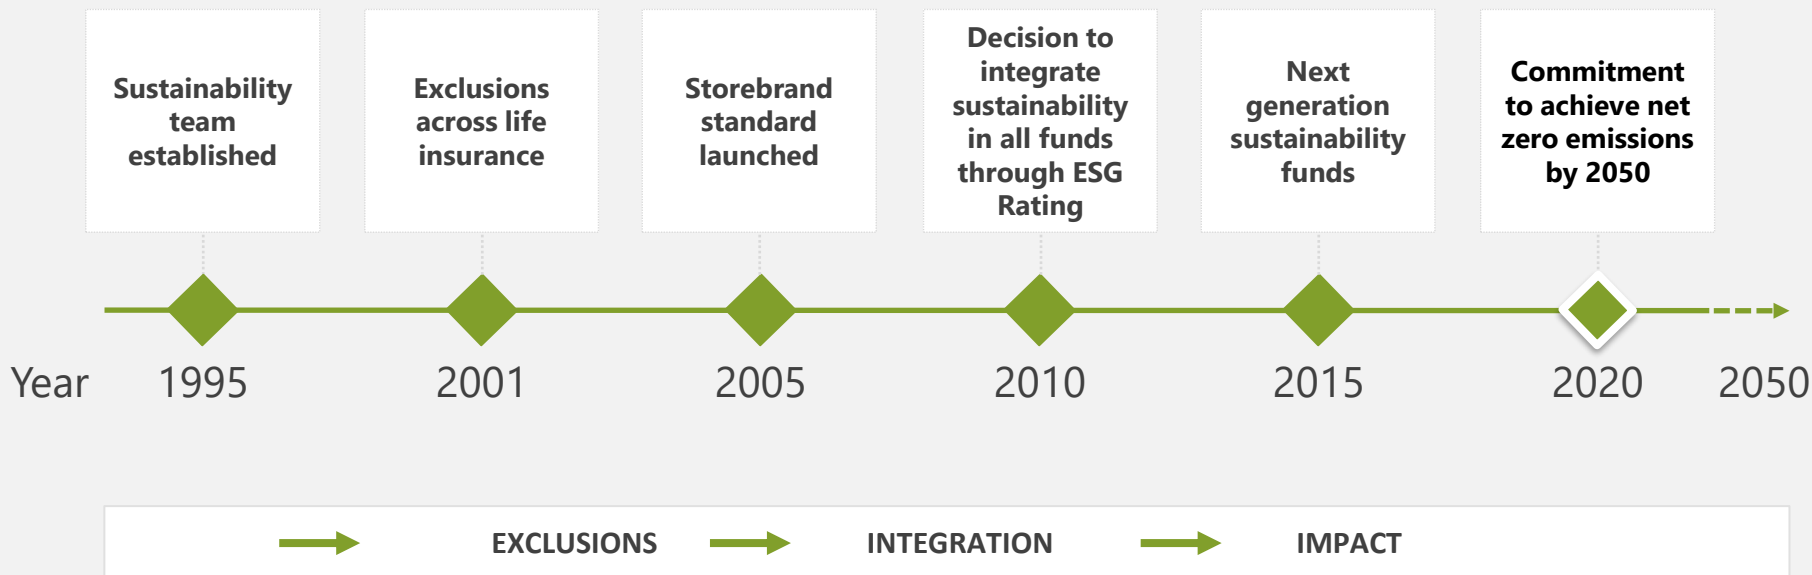 Sustainability
team
established
Exclusions
across life
insurance
Storebrand
standard
launched
Decision to
integrate
sustainability
in all funds
through ESG
Rating
Next
generation
sustainability
funds
Commitment
to achieve net
zero emissions
by 2050
Year 1995 2001 2005 2010 2015 2020 2050
EXCLUSIONS INTEGRATION IMPACT